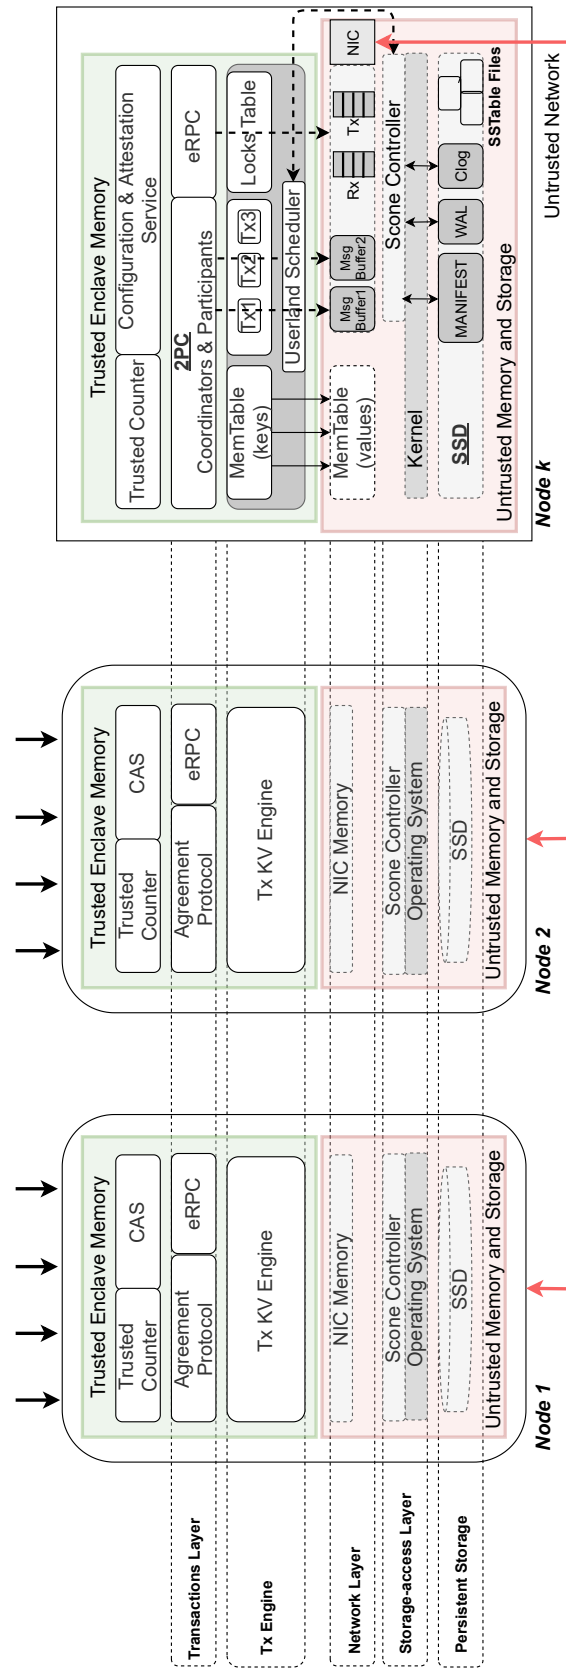 Trusted Enclave Memory
Trusted Counter
CAS
Agreement Protocol
eRPC
Tx KV Engine
NIC Memory
Scone Controller
Operating System
SSD
Untrusted Memory and Storage
Node 1
Trusted Enclave Memory
Trusted Counter
CAS
Agreement Protocol
eRPC
Tx KV Engine
NIC Memory
Scone Controller
Operating System
SSD
Untrusted Memory and Storage
Node 2
Trusted Enclave Memory
Trusted Counter
Configuration & Attestation
Service
2PC
Coordinators & Participants
eRPC
MemTable
(keys)
Tx1
Tx2
Tx3
Locks Table
Userland Scheduler
MemTable
(values)
Msg
Buffer1
Msg
Buffer2
Rx
Tx
NIC
Scone Controller
Kernel
SSD
MANIFEST
WAL
Clog
SSTable Files
Untrusted Memory and Storage
Node k
Untrusted Network
Transactions Layer
Tx Engine
Network Layer
Storage-access Layer
Persistent Storage